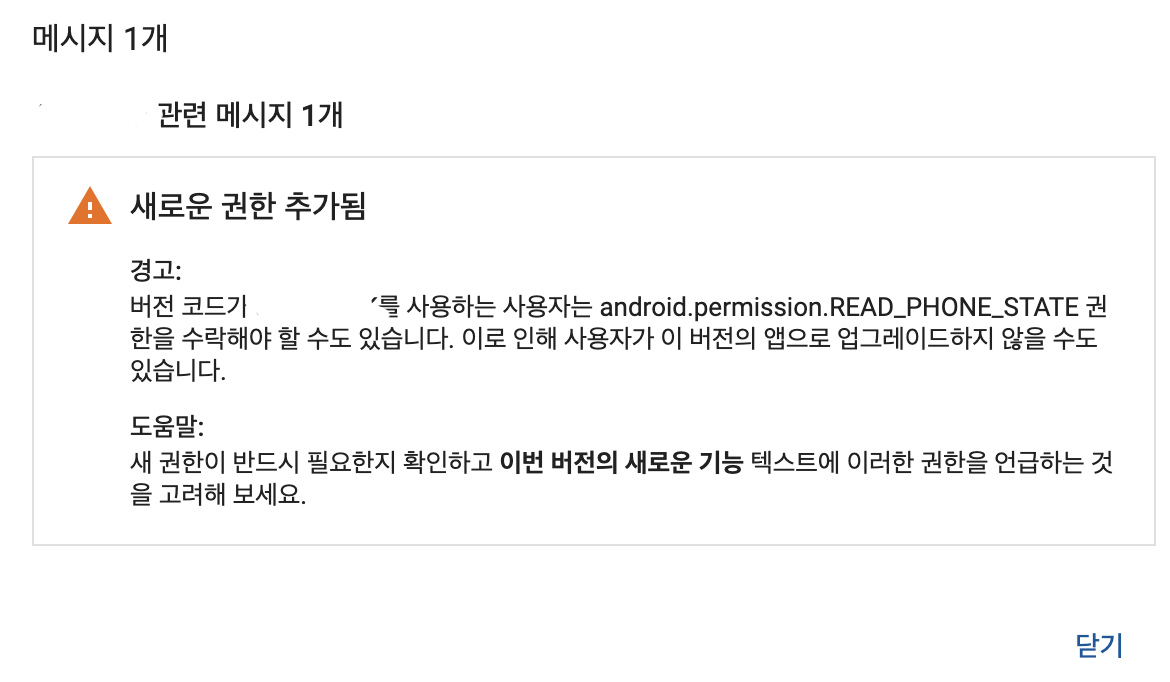 메시지 1개
관련 메시지 1개
새로운 권한 추가됨
경고:
버전 코드가 를 사용하는 사용자는 android.permission.READ_PHONE_STATE 권
한을 수락해야 할 수도 있습니다. 이로 인해 사용자가 이 버전의 앱으로 업그레이드하지 않을 수도
있습니다.
도움말:
새 권한이 반드시 필요한지 확인하고 이번 버전의 새로운 기능 텍스트에 이러한 권한을 언급하는 것
을 고려해 보세요.
닫기